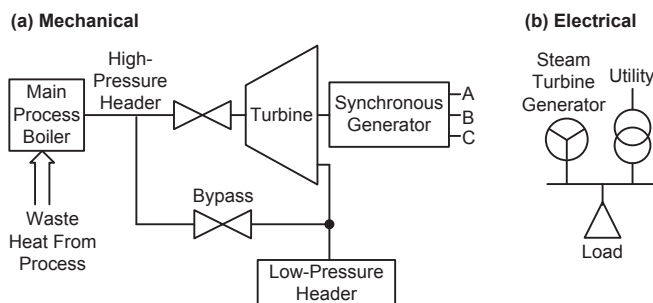 (a) Mechanical
High-
Pressure
Header
Main
Process
Boiler
Turbine
Synchronous
Generator
A
B
C
Bypass
Waste
Heat From
Process
Low-Pressure
Header
(b) Electrical
Steam
Turbine
Generator
Utility
Load